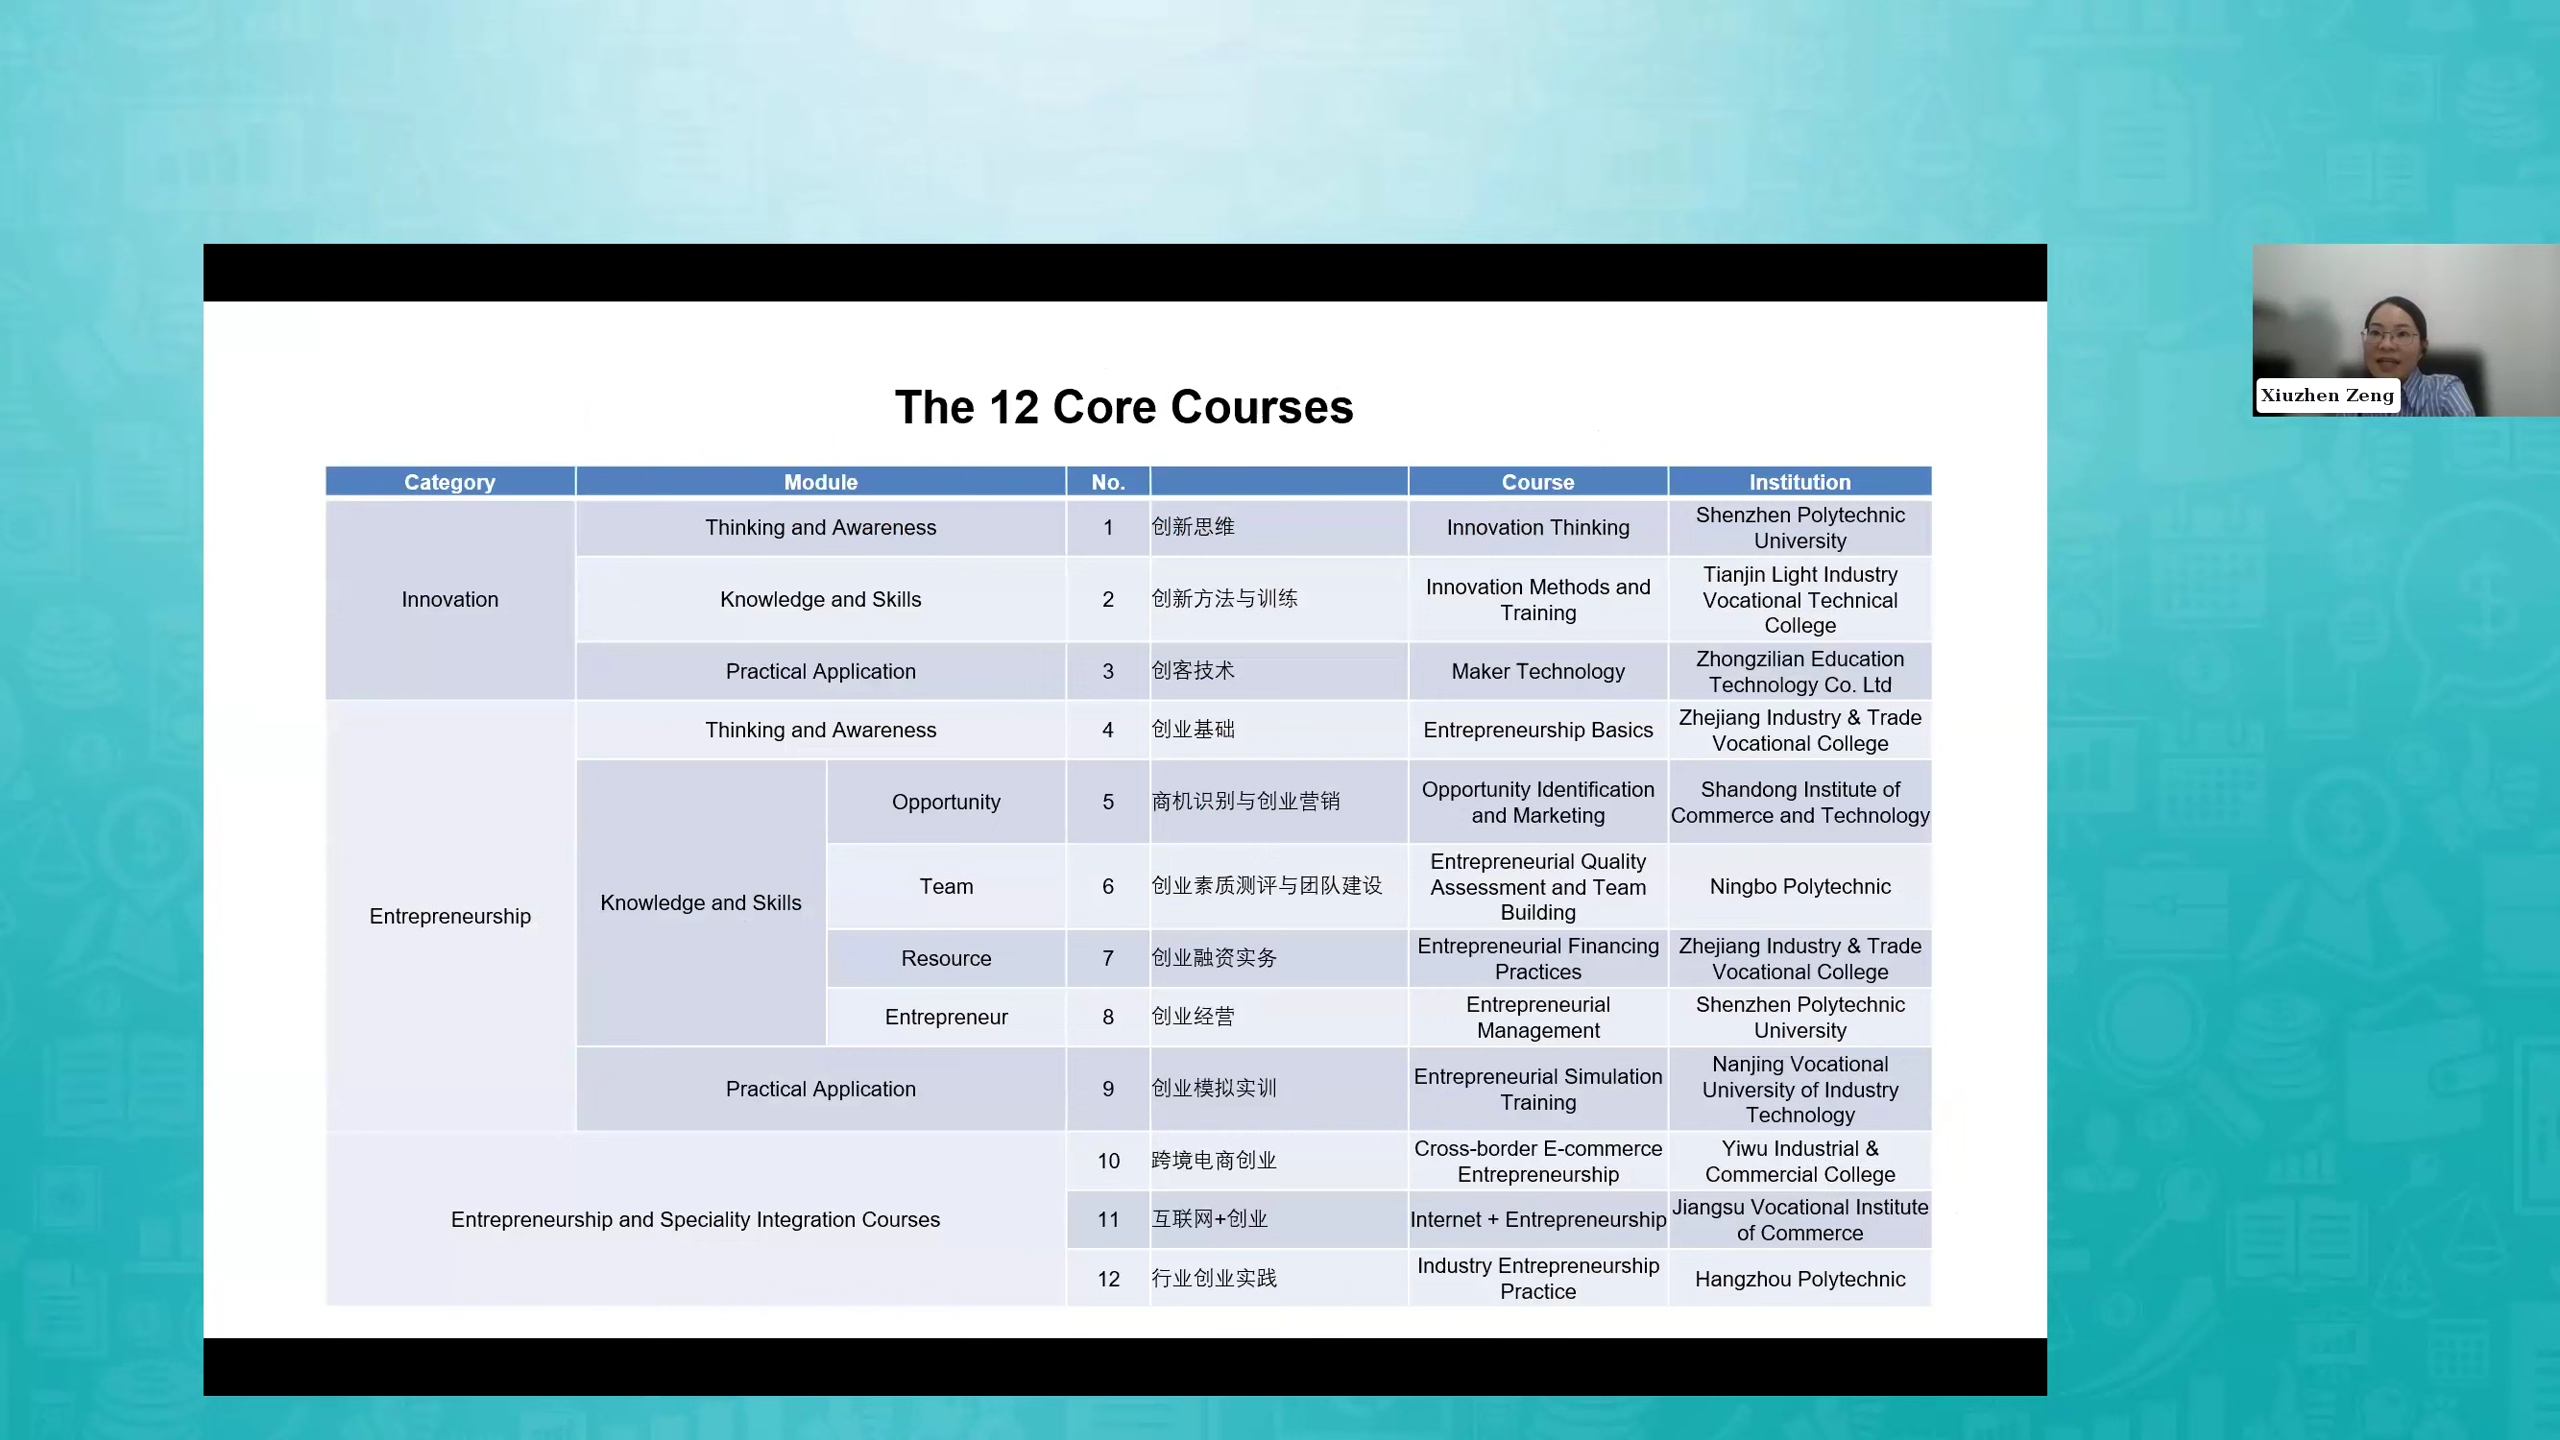 The 12 Core Courses
Category Module No. Course Institution
Innovation
Thinking and Awareness 1 创新思维 Innovation Thinking Shenzhen Polytechnic
University
Knowledge and Skills 2 创新方法与训练 Innovation Methods and
Training
Tianjin Light Industry
Vocational Technical
College
Practical Application 3 创客技术 Maker Technology Zhongzilian Education
Technology Co. Ltd
Entrepreneurship
Thinking and Awareness 4 创业基础 Entrepreneurship Basics Zhejiang Industry & Trade
Vocational College
Knowledge and Skills
Opportunity 5 商机识别与创业营销 Opportunity Identification
and Marketing
Shandong Institute of
Commerce and Technology
Team 6 创业素质测评与团队建设 Entrepreneurial Quality
Assessment and Team
Building
Ningbo Polytechnic
Resource 7 创业融资实务 Entrepreneurial Financing
Practices
Zhejiang Industry & Trade
Vocational College
Entrepreneur 8 创业经营 Entrepreneurial
Management
Shenzhen Polytechnic
University
Practical Application 9 创业模拟实训 Entrepreneurial Simulation
Training
Nanjing Vocational
University of Industry
Technology
Entrepreneurship and Speciality Integration Courses
10 跨境电商创业 Cross-border E-commerce
Entrepreneurship
Yiwu Industrial &
Commercial College
11 互联网+创业 Internet + Entrepreneurship Jiangsu Vocational Institute
of Commerce
12 行业创业实践 Industry Entrepreneurship
Practice
Hangzhou Polytechnic
Xiuzhen Zeng